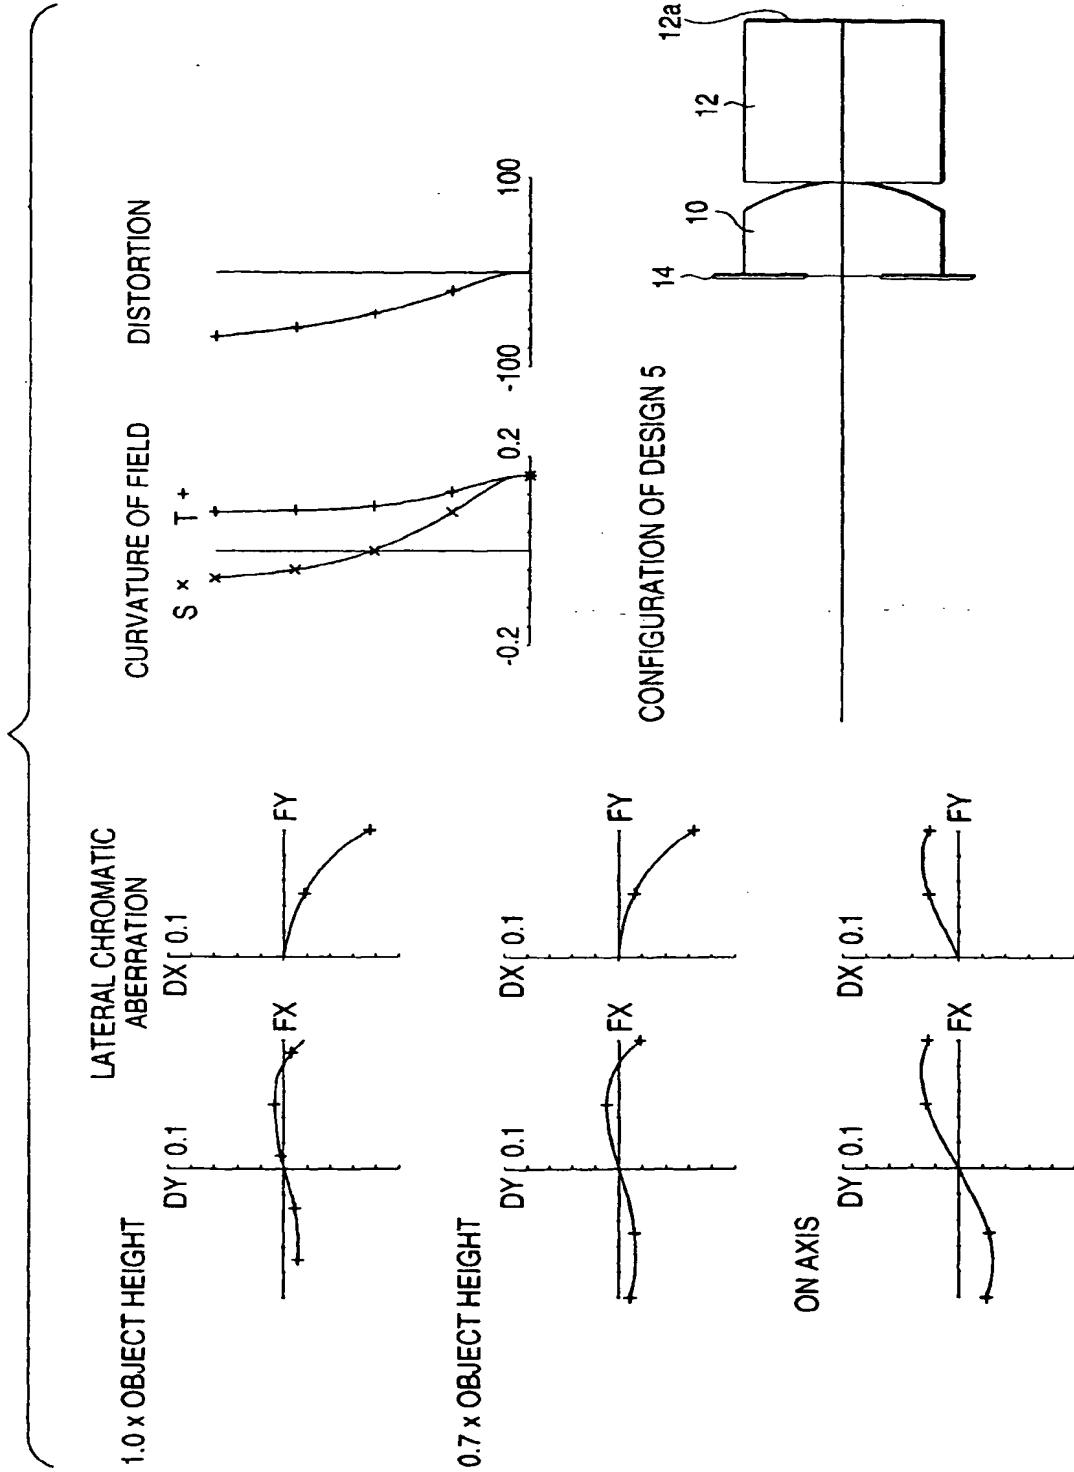 LATERAL CHROMATIC
ABERRATION
1.0 x OBJECT HEIGHT
DY 0.1
FX
DX 0.1
FY
0.7 x OBJECT HEIGHT
DY 0.1
FX
DX 0.1
FY
ON AXIS
DY 0.1
FX
DX 0.1
FY
CURVATURE OF FIELD
S × T +
-0.2 0.2
DISTORTION
-100 100
CONFIGURATION OF DESIGN 5
14
10
12
12a